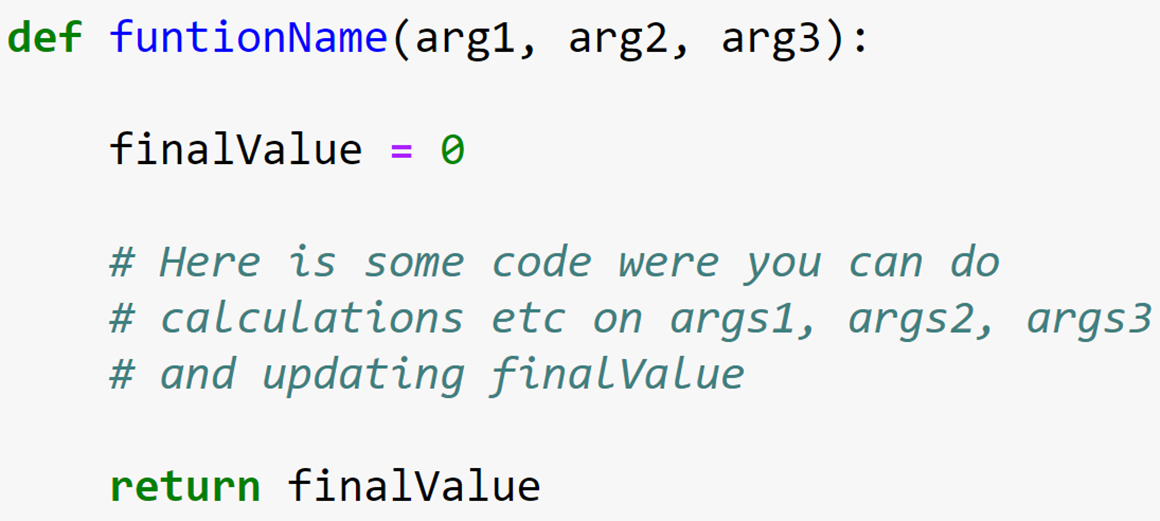 def funtionName(arg1, arg2, arg3):
finalValue = 0
# Here is some code were you can do
# calculations etc on args1, args2, args3
# and updating finalValue
return finalValue